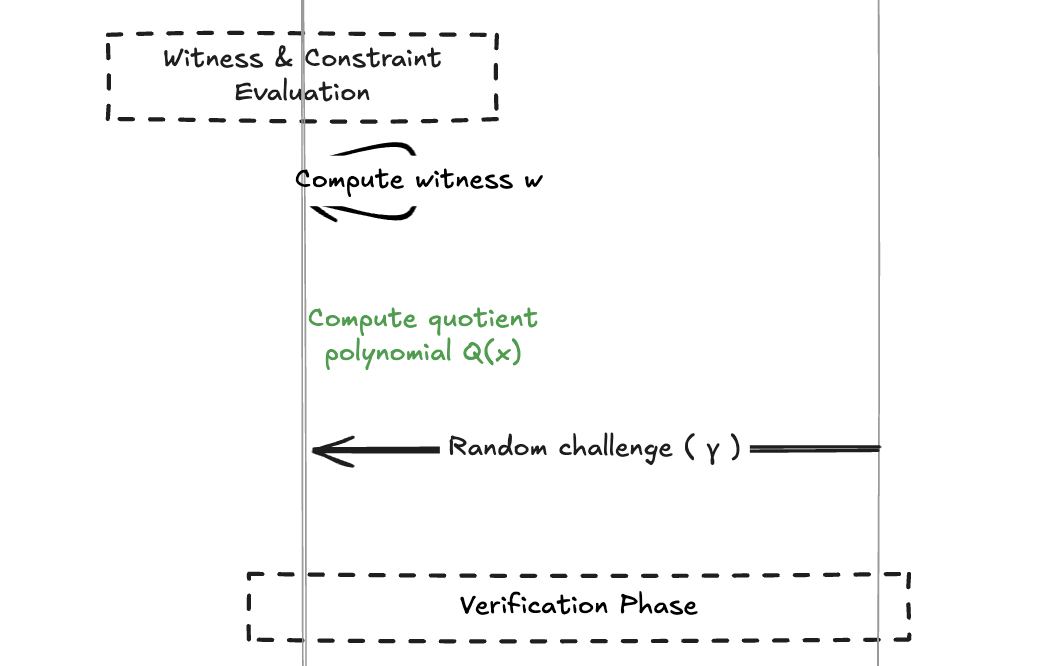 Witness & Constraint
Evaluation
Compute witness w
Compute quotient
polynomial Q(x)
Random challenge ( γ )
Verification Phase